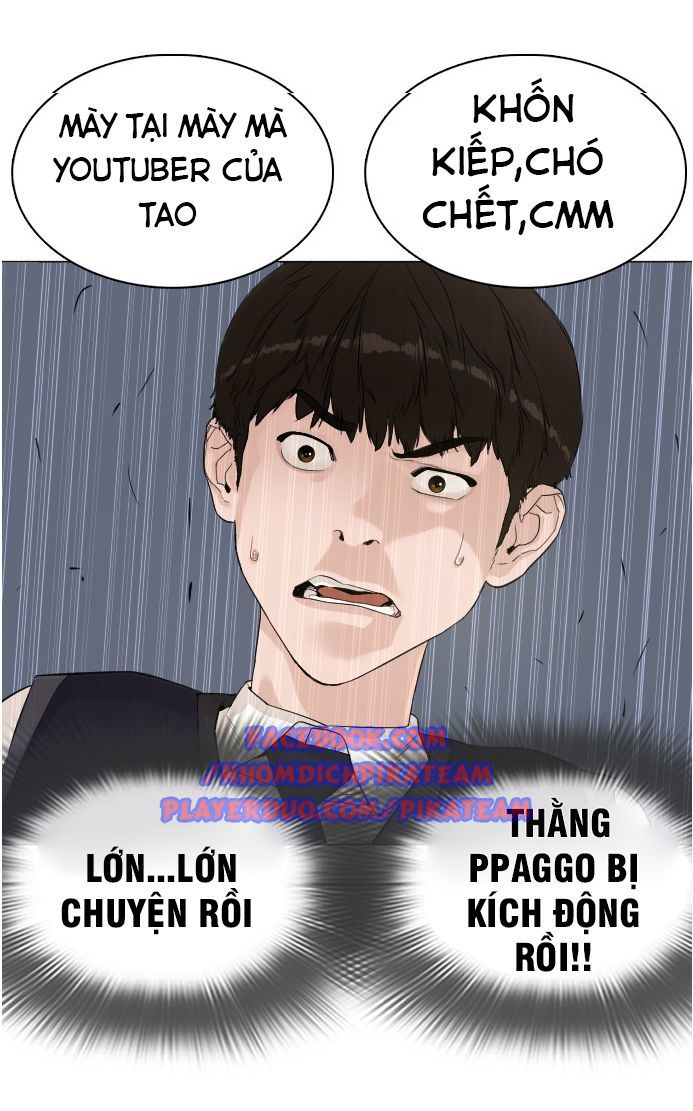 MÀY TẠI MÀY MÀ
YOUTUBER CỦA
TAO
KHỐN
KIẾP,CHÓ
CHẾT,CMM
FACEBOOK.COM
/NHOMDICHPIKATEAM
PLAYERDUO.COM/PIKATEAM
LỚN...LỚN
CHUYỆN RỒI
THẰNG
PPAGGO BỊ
KÍCH ĐỘNG
RỒI!!